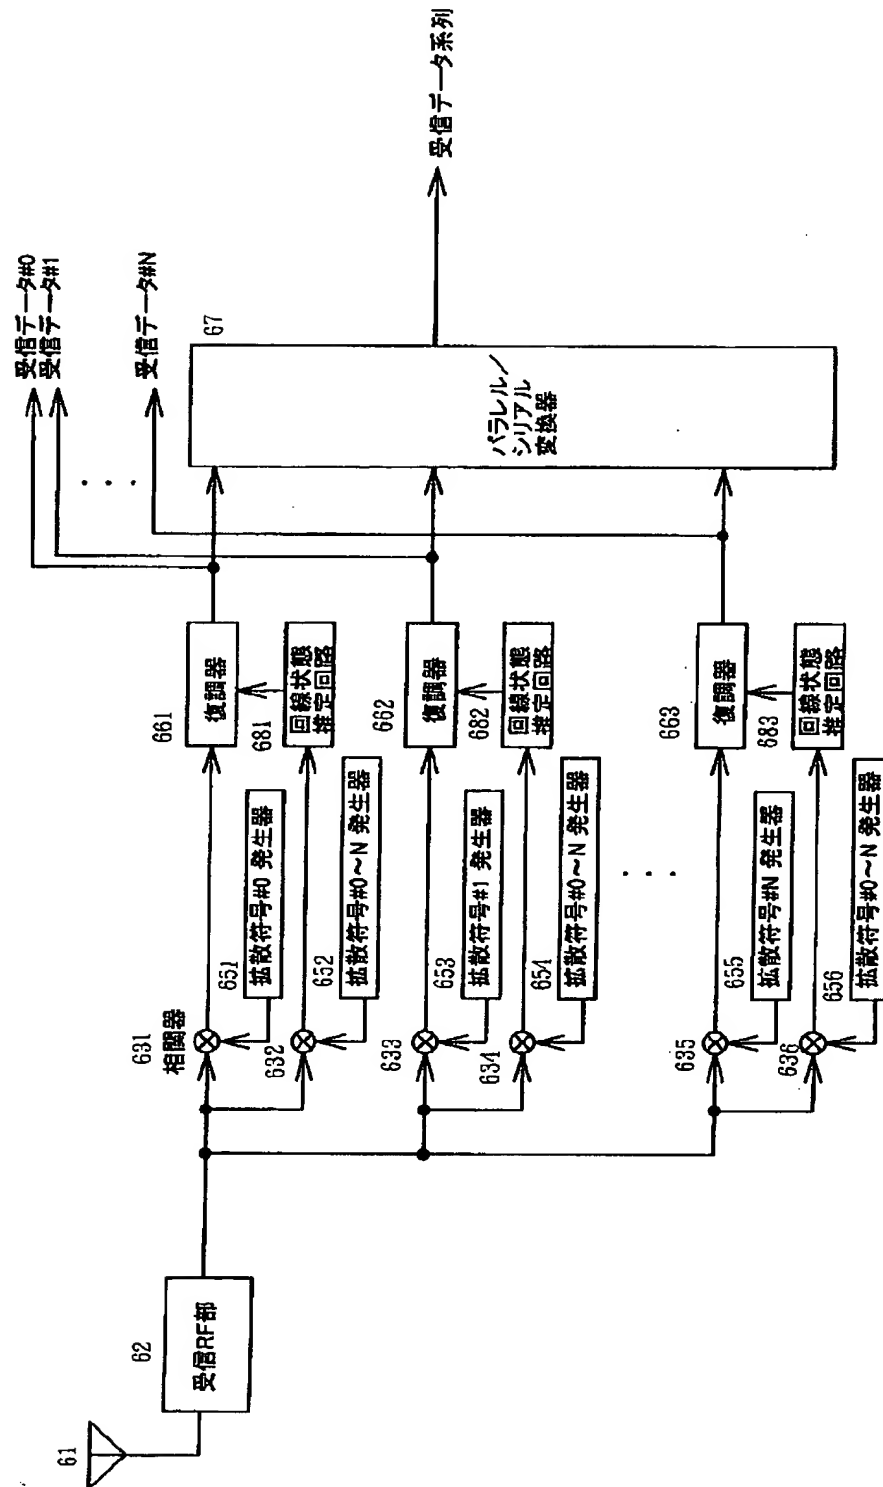 61
62
受信RF部
631
相関器
651
拡散符号#0 発生器
632
652
拡散符号#0～N 発生器
661
復調器
681
回線状態
推定回路
633
653
拡散符号#1 発生器
634
654
拡散符号#0～N 発生器
662
復調器
682
回線状態
推定回路
635
655
拡散符号#N 発生器
636
656
拡散符号#0～N 発生器
663
復調器
683
回線状態
推定回路
67
パラレル／
シリアル
変換器
受信データ#0
受信データ#1
受信データ#N
受信データ系列